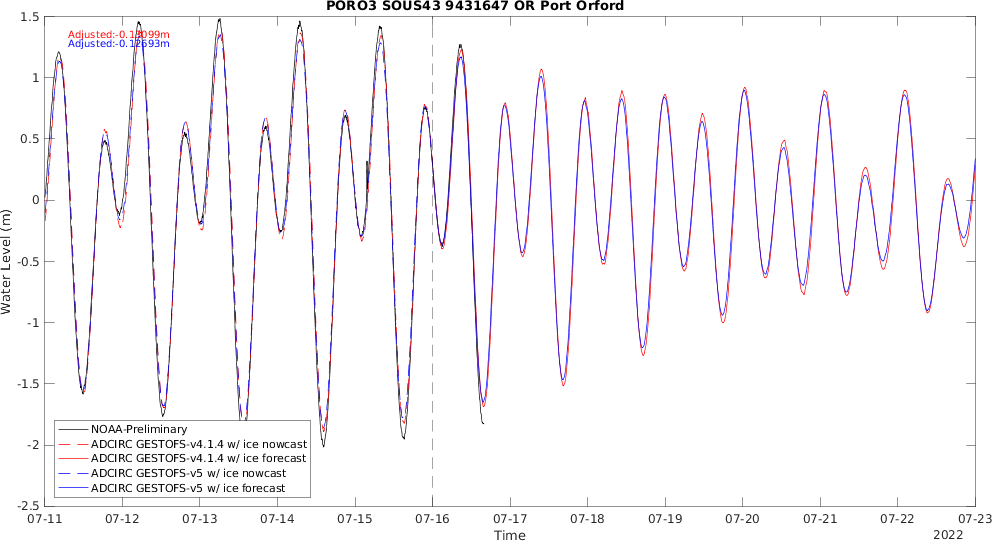 PORO3 SOUS43 9431647 OR Port Orford
Adjusted:-0.13099m
Adjusted:-0.12693m
Water Level (m)
1.5
1
0.5
0
-0.5
-1
-1.5
-2
-2.5
NOAA-Preliminary
ADCIRC GESTOFS-v4.1.4 w/ ice nowcast
ADCIRC GESTOFS-v4.1.4 w/ ice forecast
ADCIRC GESTOFS-v5 w/ ice nowcast
ADCIRC GESTOFS-v5 w/ ice forecast
07-11 07-12 07-13 07-14 07-15 07-16 07-17 07-18 07-19 07-20 07-21 07-22 07-23
Time
2022